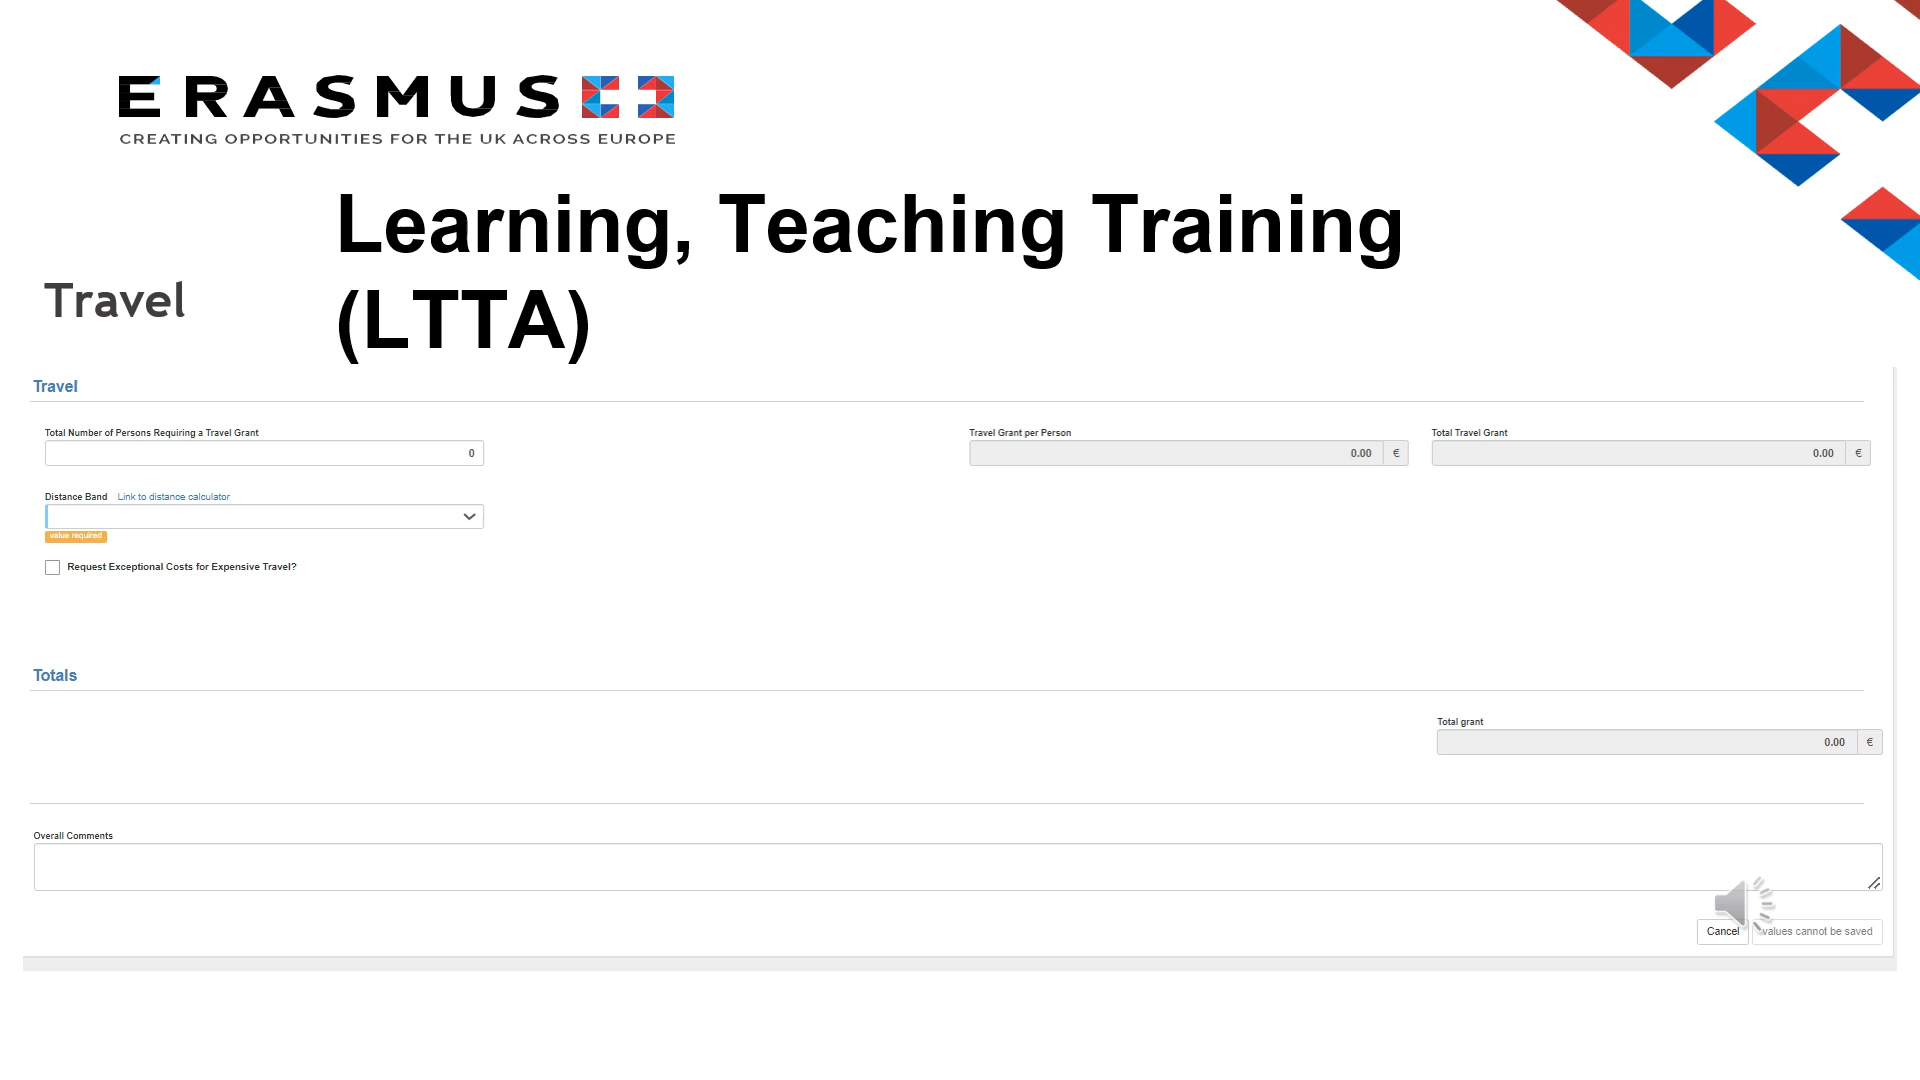 ERASMUS+
CREATING OPPORTUNITIES FOR THE UK ACROSS EUROPE
Learning, Teaching Training
(LTTA)
Travel
Travel
Total Number of Persons Requiring a Travel Grant
0
Travel Grant per Person
0.00 €
Total Travel Grant
0.00 €
Distance Band Link to distance calculator
value required
Request Exceptional Costs for Expensive Travel?
Totals
Total grant
0.00 €
Overall Comments
Cancel
values cannot be saved